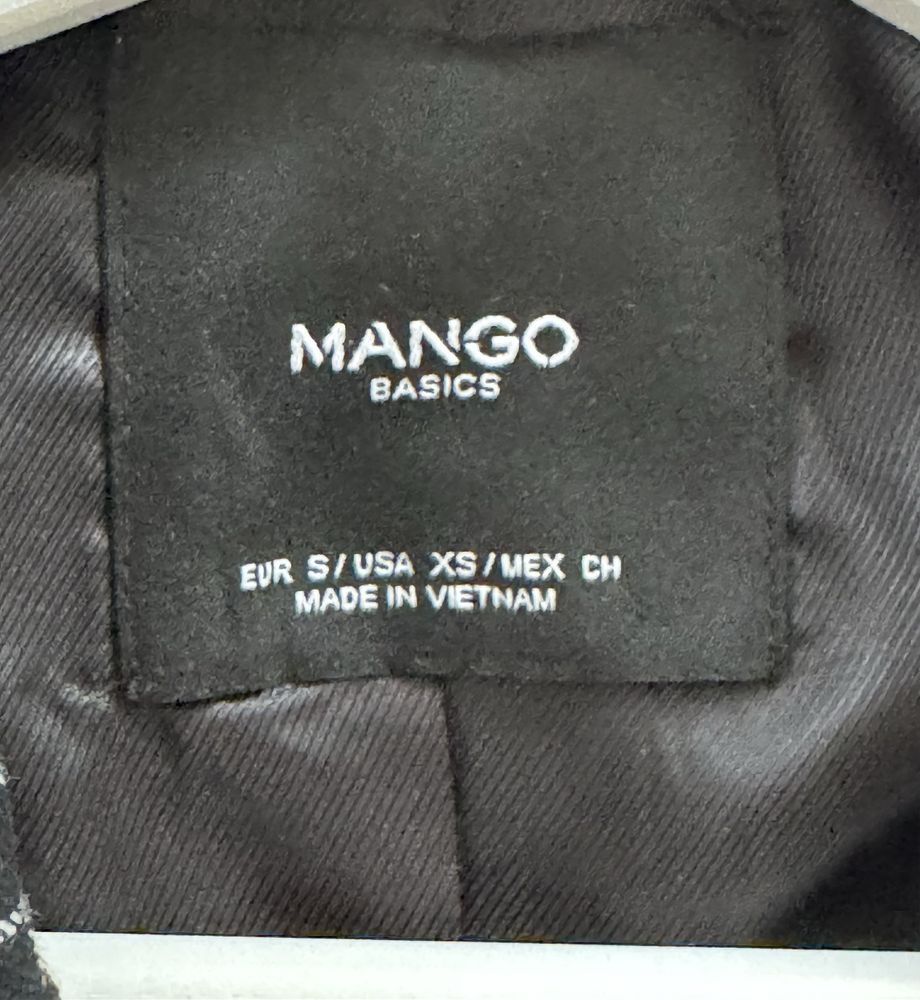 MANGO
BASICS
EUR S/USA XS/MEX CH
MADE IN VIETNAM